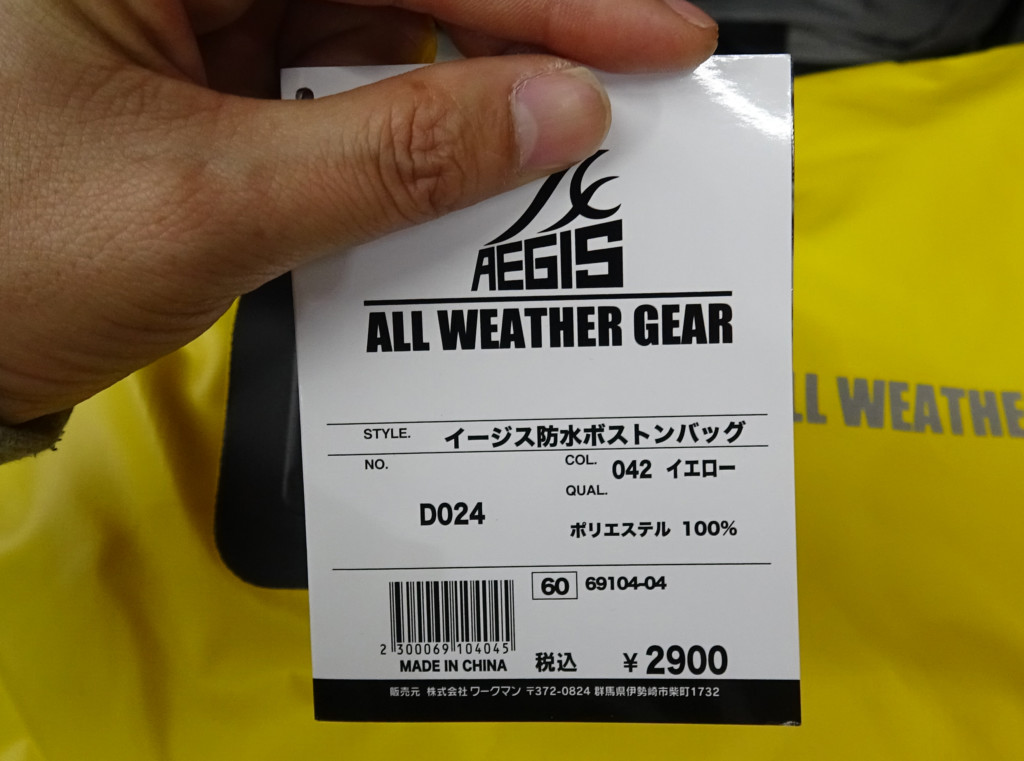 AEGIS
ALL WEATHER GEAR
STYLE. イージス防水ボストンバッグ
NO.
COL. 042 イエロー
QUAL.
D024
ポリエステル 100%
60 69104-04
2 300069 104045
MADE IN CHINA
税込 ¥2900
販売元 株式会社 ワークマン 〒372-0824 群馬県伊勢崎市柴町1732
LL WEATHE